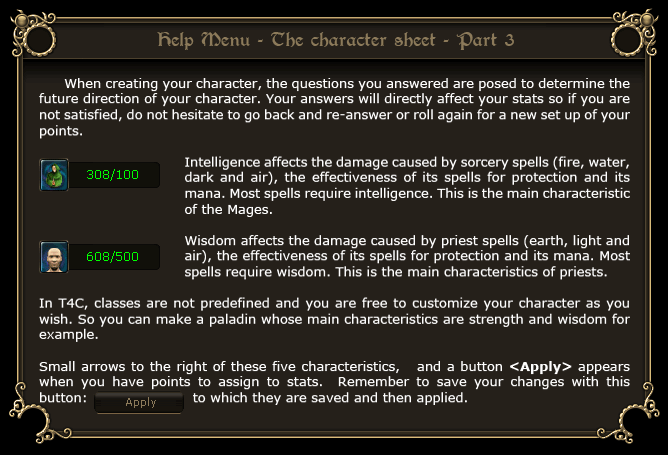 Help Menu - The character sheet - Part 3
When creating your character, the questions you answered are posed to determine the
future direction of your character. Your answers will directly affect your stats so if you are
not satisfied, do not hesitate to go back and re-answer or roll again for a new set up of your
points.
308/100
Intelligence affects the damage caused by sorcery spells (fire, water,
dark and air), the effectiveness of its spells for protection and its
mana. Most spells require intelligence. This is the main characteristic
of the Mages.
608/500
Wisdom affects the damage caused by priest spells (earth, light and
air), the effectiveness of its spells for protection and its mana. Most
spells require wisdom. This is the main characteristics of priests.
In T4C, classes are not predefined and you are free to customize your character as you
wish. So you can make a paladin whose main characteristics are strength and wisdom for
example.
Small arrows to the right of these five characteristics, and a button <Apply> appears
when you have points to assign to stats. Remember to save your changes with this
button: Apply to which they are saved and then applied.